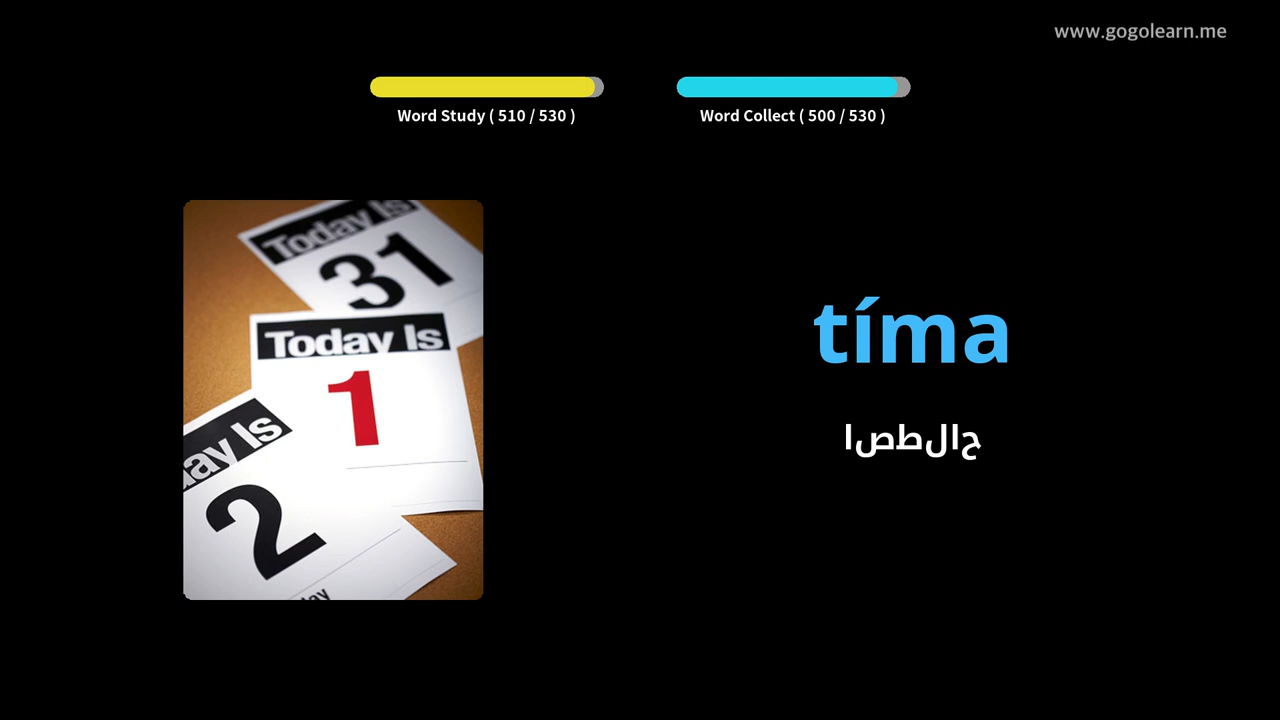 www.gogolearn.me
Word Study ( 510 / 530 )
Word Collect ( 500 / 530 )
Today Is
31
Today Is
1
ay Is
2
tíma
اصطلاح